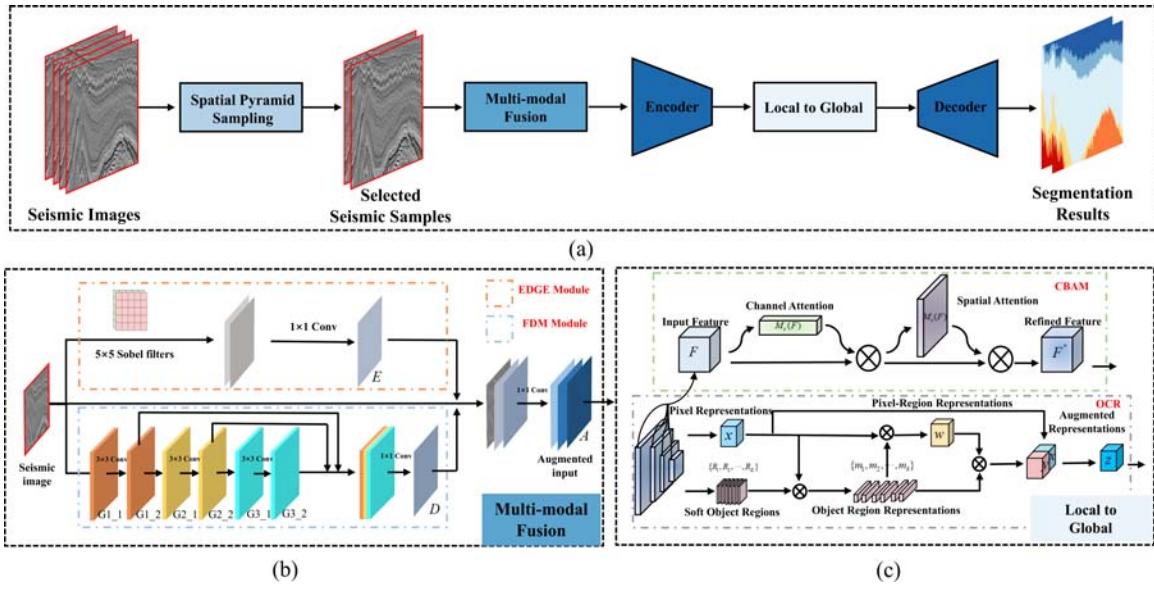 Seismic Images
Spatial Pyramid
Sampling
Selected
Seismic Samples
Multi-modal
Fusion
Encoder
Local to Global
Decoder
Segmentation
Results
(a)
EDGE Module
FDM Module
5×5 Sobel filters
1×1 Conv
E
Seismic
image
3×3 Conv
3×3 Conv
3×3 Conv
G1_1
G1_2
G2_1
G2_2
G3_1
G3_2
1×1 Conv
D
1×1 Conv
A
Augmented
input
Multi-modal
Fusion
(b)
CBAM
Input Feature
F
Channel Attention
Spatial Attention
Refined Feature
OCR
Pixel Representations
x
Pixel-Region Representations
w
Augmented
Representations
z
Soft Object Regions
Object Region Representations
Local to
Global
(c)